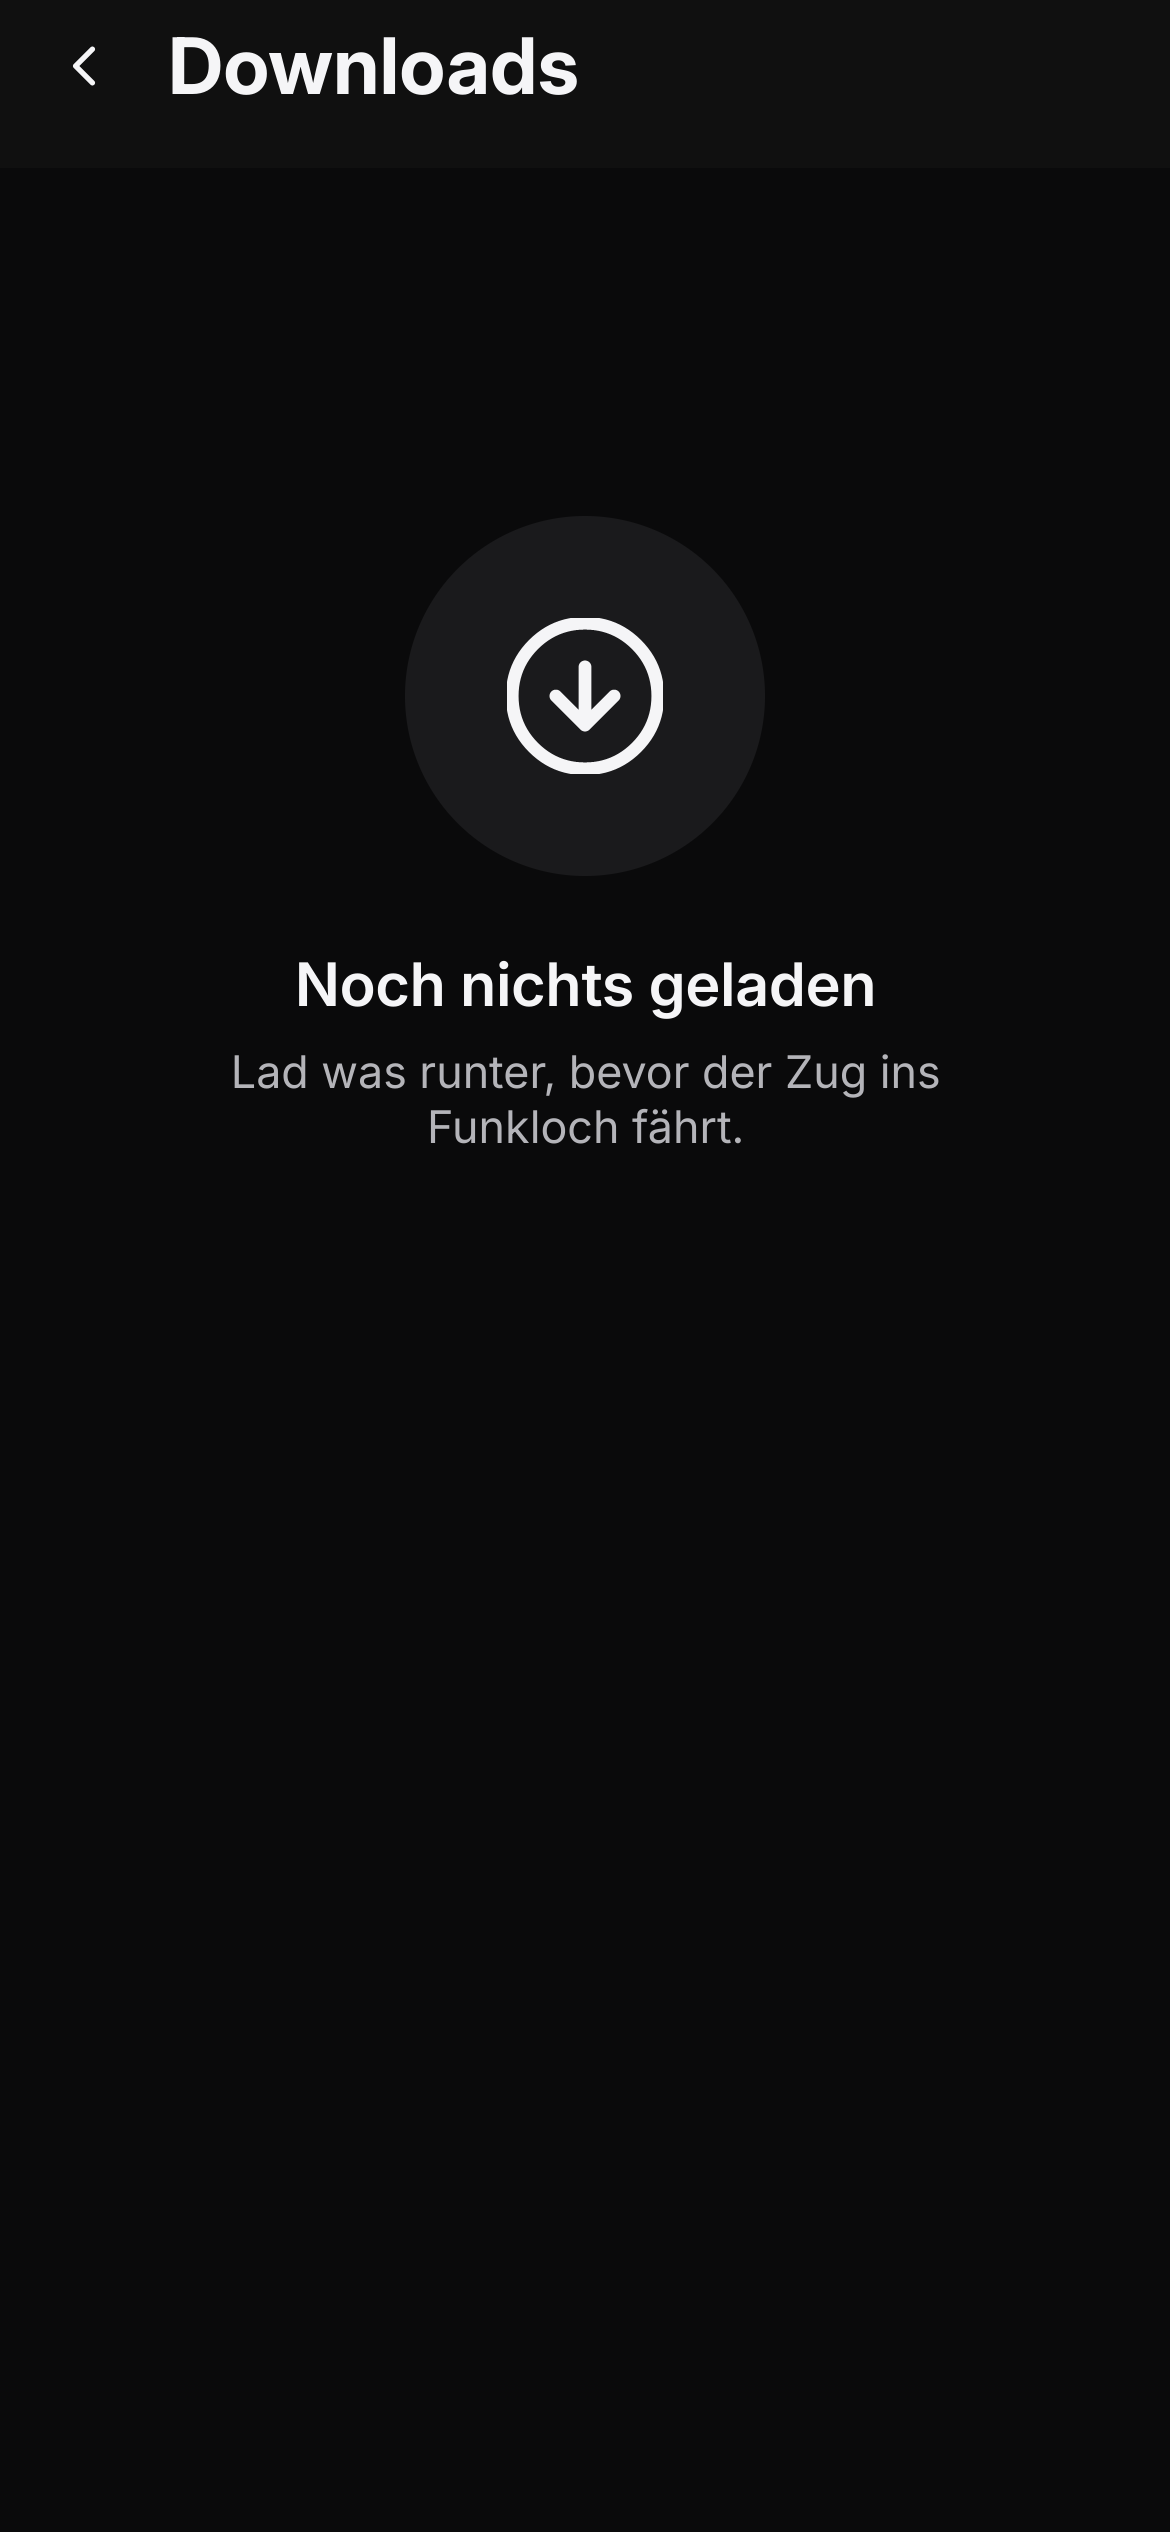 Downloads
Noch nichts geladen
Lad was runter, bevor der Zug ins
Funkloch fährt.